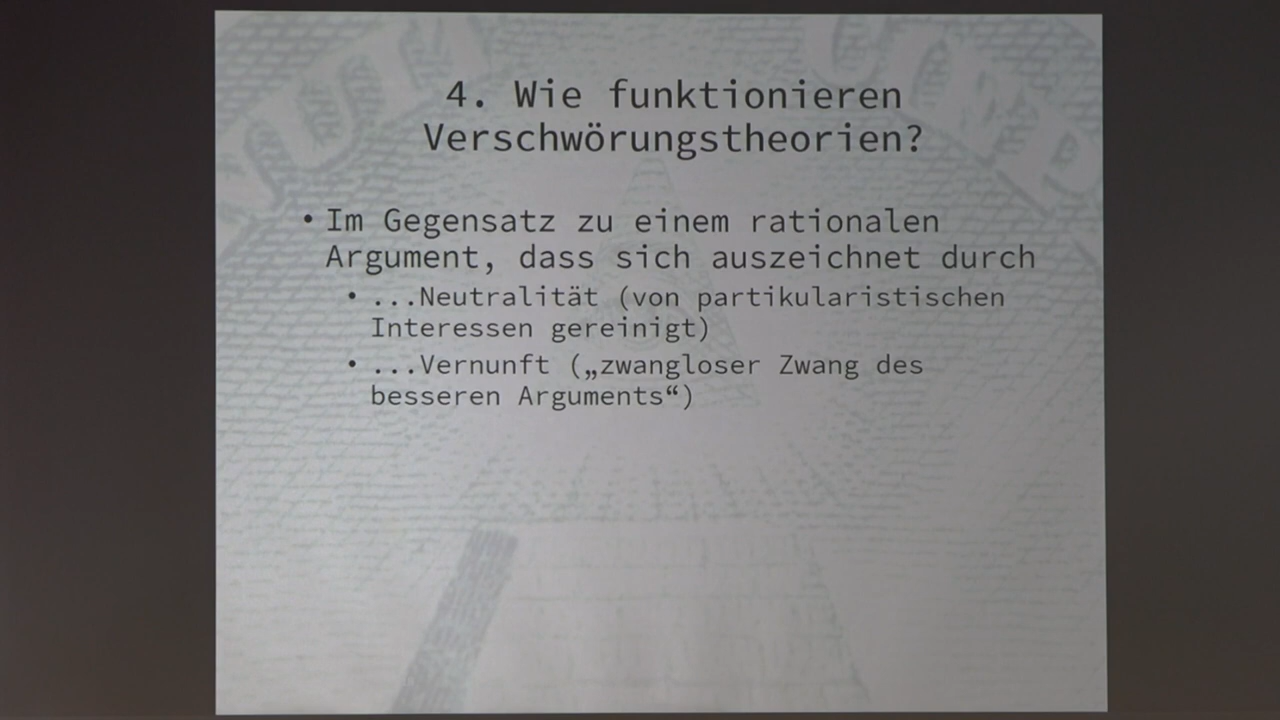 4. Wie funktionieren
Verschwörungstheorien?
• Im Gegensatz zu einem rationalen
Argument, dass sich auszeichnet durch
• ...Neutralität (von partikularistischen
Interessen gereinigt)
• ...Vernunft („zwangloser Zwang des
besseren Arguments“)